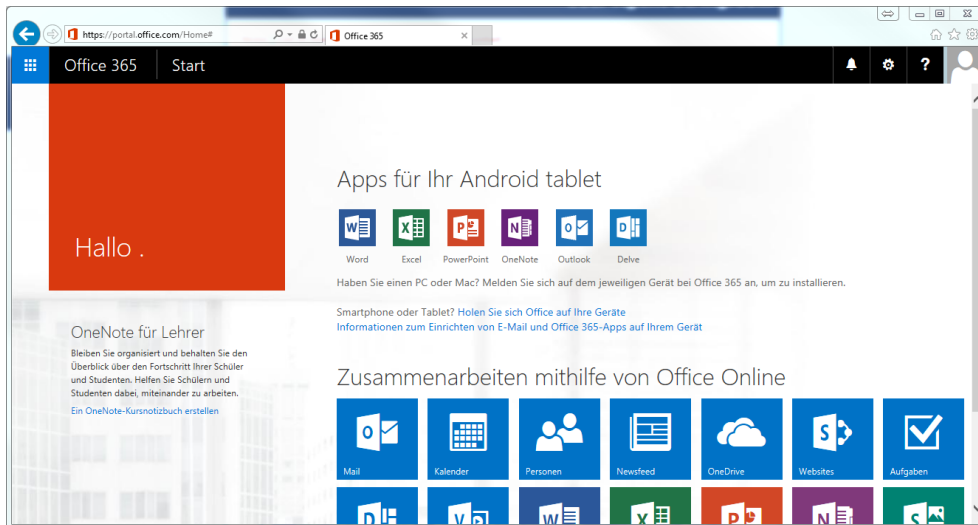 https://portal.office.com/Home#
Office 365
Office 365
Start
?
Hallo .
Apps für Ihr Android tablet
Word
Excel
PowerPoint
OneNote
Outlook
Delve
Haben Sie einen PC oder Mac? Melden Sie sich auf dem jeweiligen Gerät bei Office 365 an, um zu installieren.
Smartphone oder Tablet? Holen Sie sich Office auf Ihre Geräte
Informationen zum Einrichten von E-Mail und Office 365-Apps auf Ihrem Gerät
OneNote für Lehrer
Bleiben Sie organisiert und behalten Sie den
Überblick über den Fortschritt Ihrer Schüler
und Studenten. Helfen Sie Schülern und
Studenten dabei, miteinander zu arbeiten.
Ein OneNote-Kursnotizbuch erstellen
Zusammenarbeiten mithilfe von Office Online
Mail
Kalender
Personen
Newsfeed
OneDrive
Websites
Aufgaben